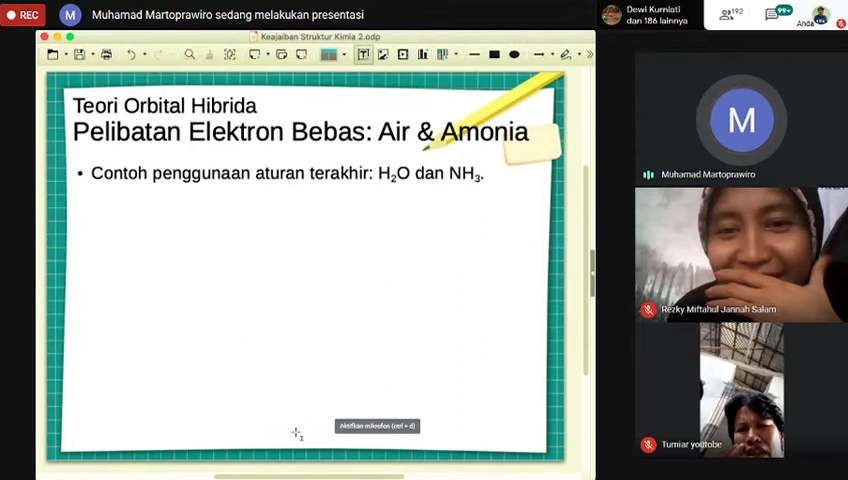 REC
M
Muhamad Martoprawiro sedang melakukan presentasi
Dewi Kurniati
dan 186 lainnya
192
99+
Anda
Keajaiban Struktur Kimia 2.odp
Teori Orbital Hibrida
Pelibatan Elektron Bebas: Air & Amonia
• Contoh penggunaan aturan terakhir: H₂O dan NH₃.
Aktifkan mikrofon (ctrl + d)
M
Muhamad Martoprawiro
Rezky Miftahul Jannah Salam
Tumiar youtobe